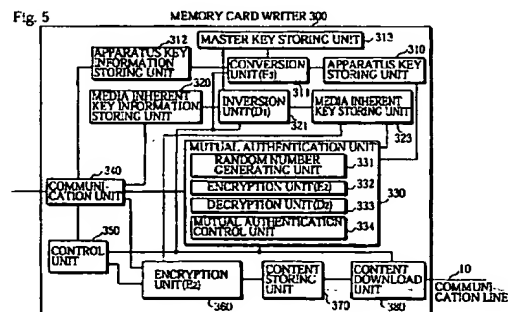 Fig. 5
MEMORY CARD WRITER 300
MASTER KEY STORING UNIT
313
312
310
APPARATUS KEY
INFORMATION
STORING UNIT
CONVERSION
UNIT(F1)
APPARATUS KEY
STORING UNIT
320
311
MEDIA INHERENT
KEY INFORMATION
STORING UNIT
INVERSION
UNIT(D1)
MEDIA INHERENT
KEY STORING UNIT
321
323
MUTUAL AUTHENTICATION UNIT
RANDOM NUMBER
GENERATING UNIT
331
330
ENCRYPTION UNIT(E2)
332
DECRYPTION UNIT(D2)
333
MUTUAL AUTHENTICATION
CONTROL UNIT
334
340
COMMUNI-
CATION UNIT
350
CONTROL
UNIT
ENCRYPTION
UNIT(E2)
360
CONTENT
STORING
UNIT
370
CONTENT
DOWNLOAD
UNIT
380
10
COMMUNI-
CATION LINE